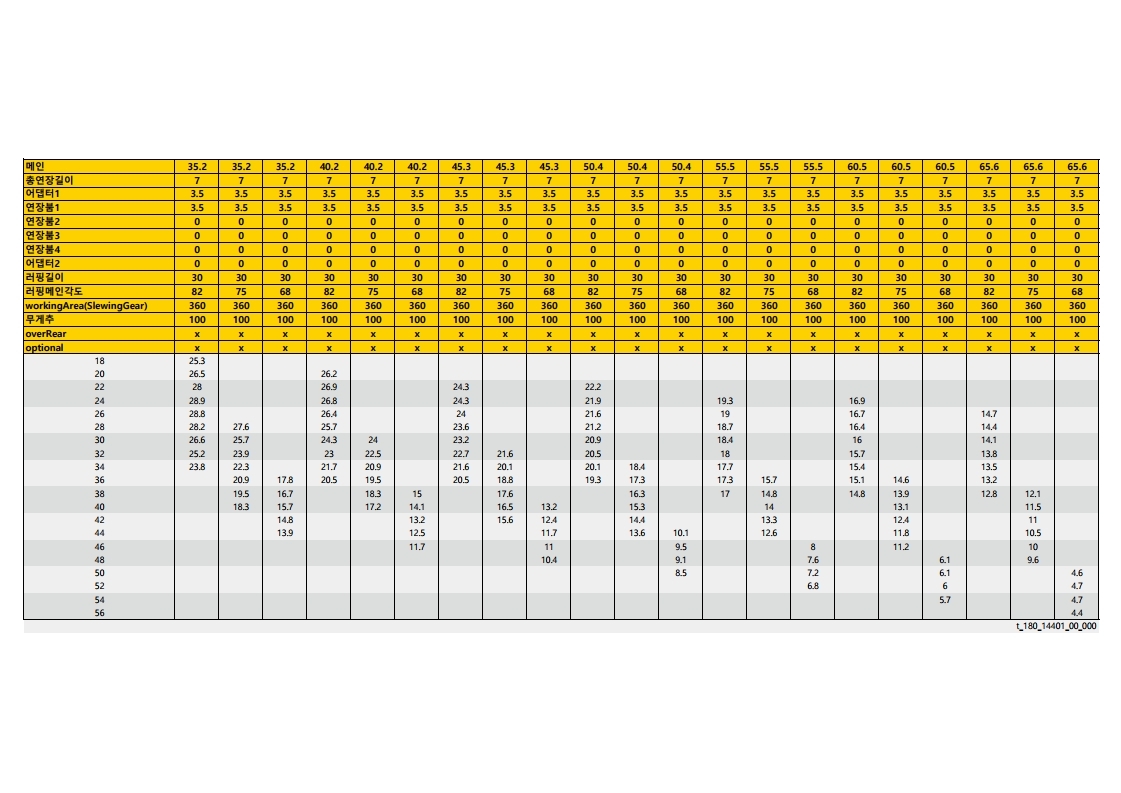 메인 35.2 35.2 35.2 40.2 40.2 40.2 45.3 45.3 45.3 50.4 50.4 50.4 55.5 55.5 55.5 60.5 60.5 60.5 65.6 65.6 65.6
총연장길이 7 7 7 7 7 7 7 7 7 7 7 7 7 7 7 7 7 7 7 7 7
어댑터1 3.5 3.5 3.5 3.5 3.5 3.5 3.5 3.5 3.5 3.5 3.5 3.5 3.5 3.5 3.5 3.5 3.5 3.5 3.5 3.5 3.5
연장붐1 3.5 3.5 3.5 3.5 3.5 3.5 3.5 3.5 3.5 3.5 3.5 3.5 3.5 3.5 3.5 3.5 3.5 3.5 3.5 3.5 3.5
연장붐2 0 0 0 0 0 0 0 0 0 0 0 0 0 0 0 0 0 0 0 0 0
연장붐3 0 0 0 0 0 0 0 0 0 0 0 0 0 0 0 0 0 0 0 0 0
연장붐4 0 0 0 0 0 0 0 0 0 0 0 0 0 0 0 0 0 0 0 0 0
어댑터2 0 0 0 0 0 0 0 0 0 0 0 0 0 0 0 0 0 0 0 0 0
러핑길이 30 30 30 30 30 30 30 30 30 30 30 30 30 30 30 30 30 30 30 30 30
러핑메인각도 82 75 68 82 75 68 82 75 68 82 75 68 82 75 68 82 75 68 82 75 68
workingArea(SlewingGear) 360 360 360 360 360 360 360 360 360 360 360 360 360 360 360 360 360 360 360 360 360
무게추 100 100 100 100 100 100 100 100 100 100 100 100 100 100 100 100 100 100 100 100 100
overRear x x x x x x x x x x x x x x x x x x x x x
optional x x x x x x x x x x x x x x x x x x x x x
18 25.3
20 26.5 26.2
22 28 26.9 24.3 22.2
24 28.9 26.8 24.3 21.9 19.3 16.9
26 28.8 26.4 24 21.6 19 16.7 14.7
28 28.2 27.6 25.7 23.6 21.2 18.7 16.4 14.4
30 26.6 25.7 24.3 24 23.2 20.9 18.4 16 14.1
32 25.2 23.9 23 22.5 22.7 21.6 20.5 18 15.7 13.8
34 23.8 22.3 21.7 20.9 21.6 20.1 20.1 18.4 17.7 15.4 13.5
36 20.9 17.8 20.5 19.5 20.5 18.8 19.3 17.3 17.3 15.7 15.1 14.6 13.2
38 19.5 16.7 18.3 15 17.6 16.3 17 14.8 14.8 13.9 12.8 12.1
40 18.3 15.7 17.2 14.1 16.5 13.2 15.3 14 13.1 11.5
42 14.8 13.2 15.6 12.4 14.4 13.3 12.4 11
44 13.9 12.5 11.7 13.6 10.1 12.6 11.8 10.5
46 11.7 11 9.5 8 11.2 10
48 10.4 9.1 7.6 6.1 9.6
50 8.5 7.2 6.1 4.6
52 6.8 6 4.7
54 5.7 4.7
56 4.4
t_180_14401_00_000